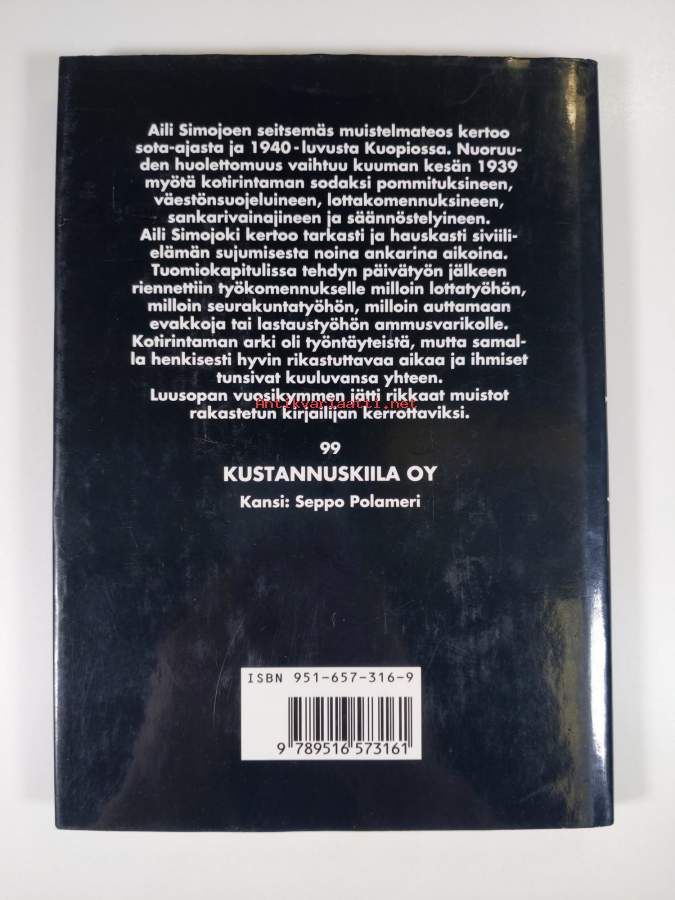 Aili Simojoen seitsemäs muistelmateos kertoo
sota-ajasta ja 1940-luvusta Kuopiossa. Nuoruu-
den huolettomuus vaihtuu kuuman kesän 1939
myötä kotirintaman sodaksi pommituksineen,
väestönsuojeluineen, lottakomennuksineen,
sankarivainajineen ja säännöstelyineen.
Aili Simojoki kertoo tarkasti ja hauskasti siviili-
elämän sujumisesta noina ankarina aikoina.
Tuomiokapitulissa tehdyn päivätyön jälkeen
riennettiin työkomennukselle milloin lottatyöhön,
milloin seurakuntatyöhön, milloin auttamaan
evakkoja tai lastaustyöhön ammusvarikolle.
Kotirintaman arki oli työntäyteistä, mutta samal-
la henkisesti hyvin rikastuttavaa aikaa ja ihmiset
tunsivat kuuluvansa yhteen.
Luusopan vuosikymmen jätti rikkaat muistot
Antikvariaatit.net
rakastetun kirjailijan kerrottaviksi.
99
KUSTANNUSKIILA OY
Kansi: Seppo Polameri
ISBN 951-657-316-9
9 789516 573161